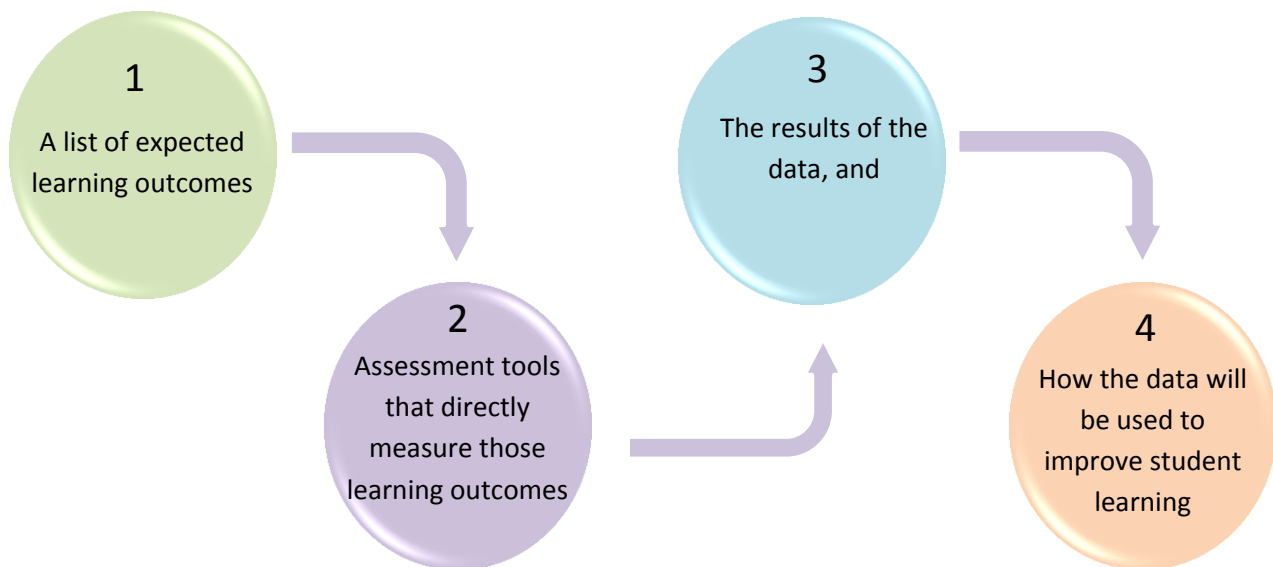 1
A list of expected
learning outcomes
2
Assessment tools
that directly
measure those
learning outcomes
3
The results of the
data, and
4
How the data will
be used to
improve student
learning